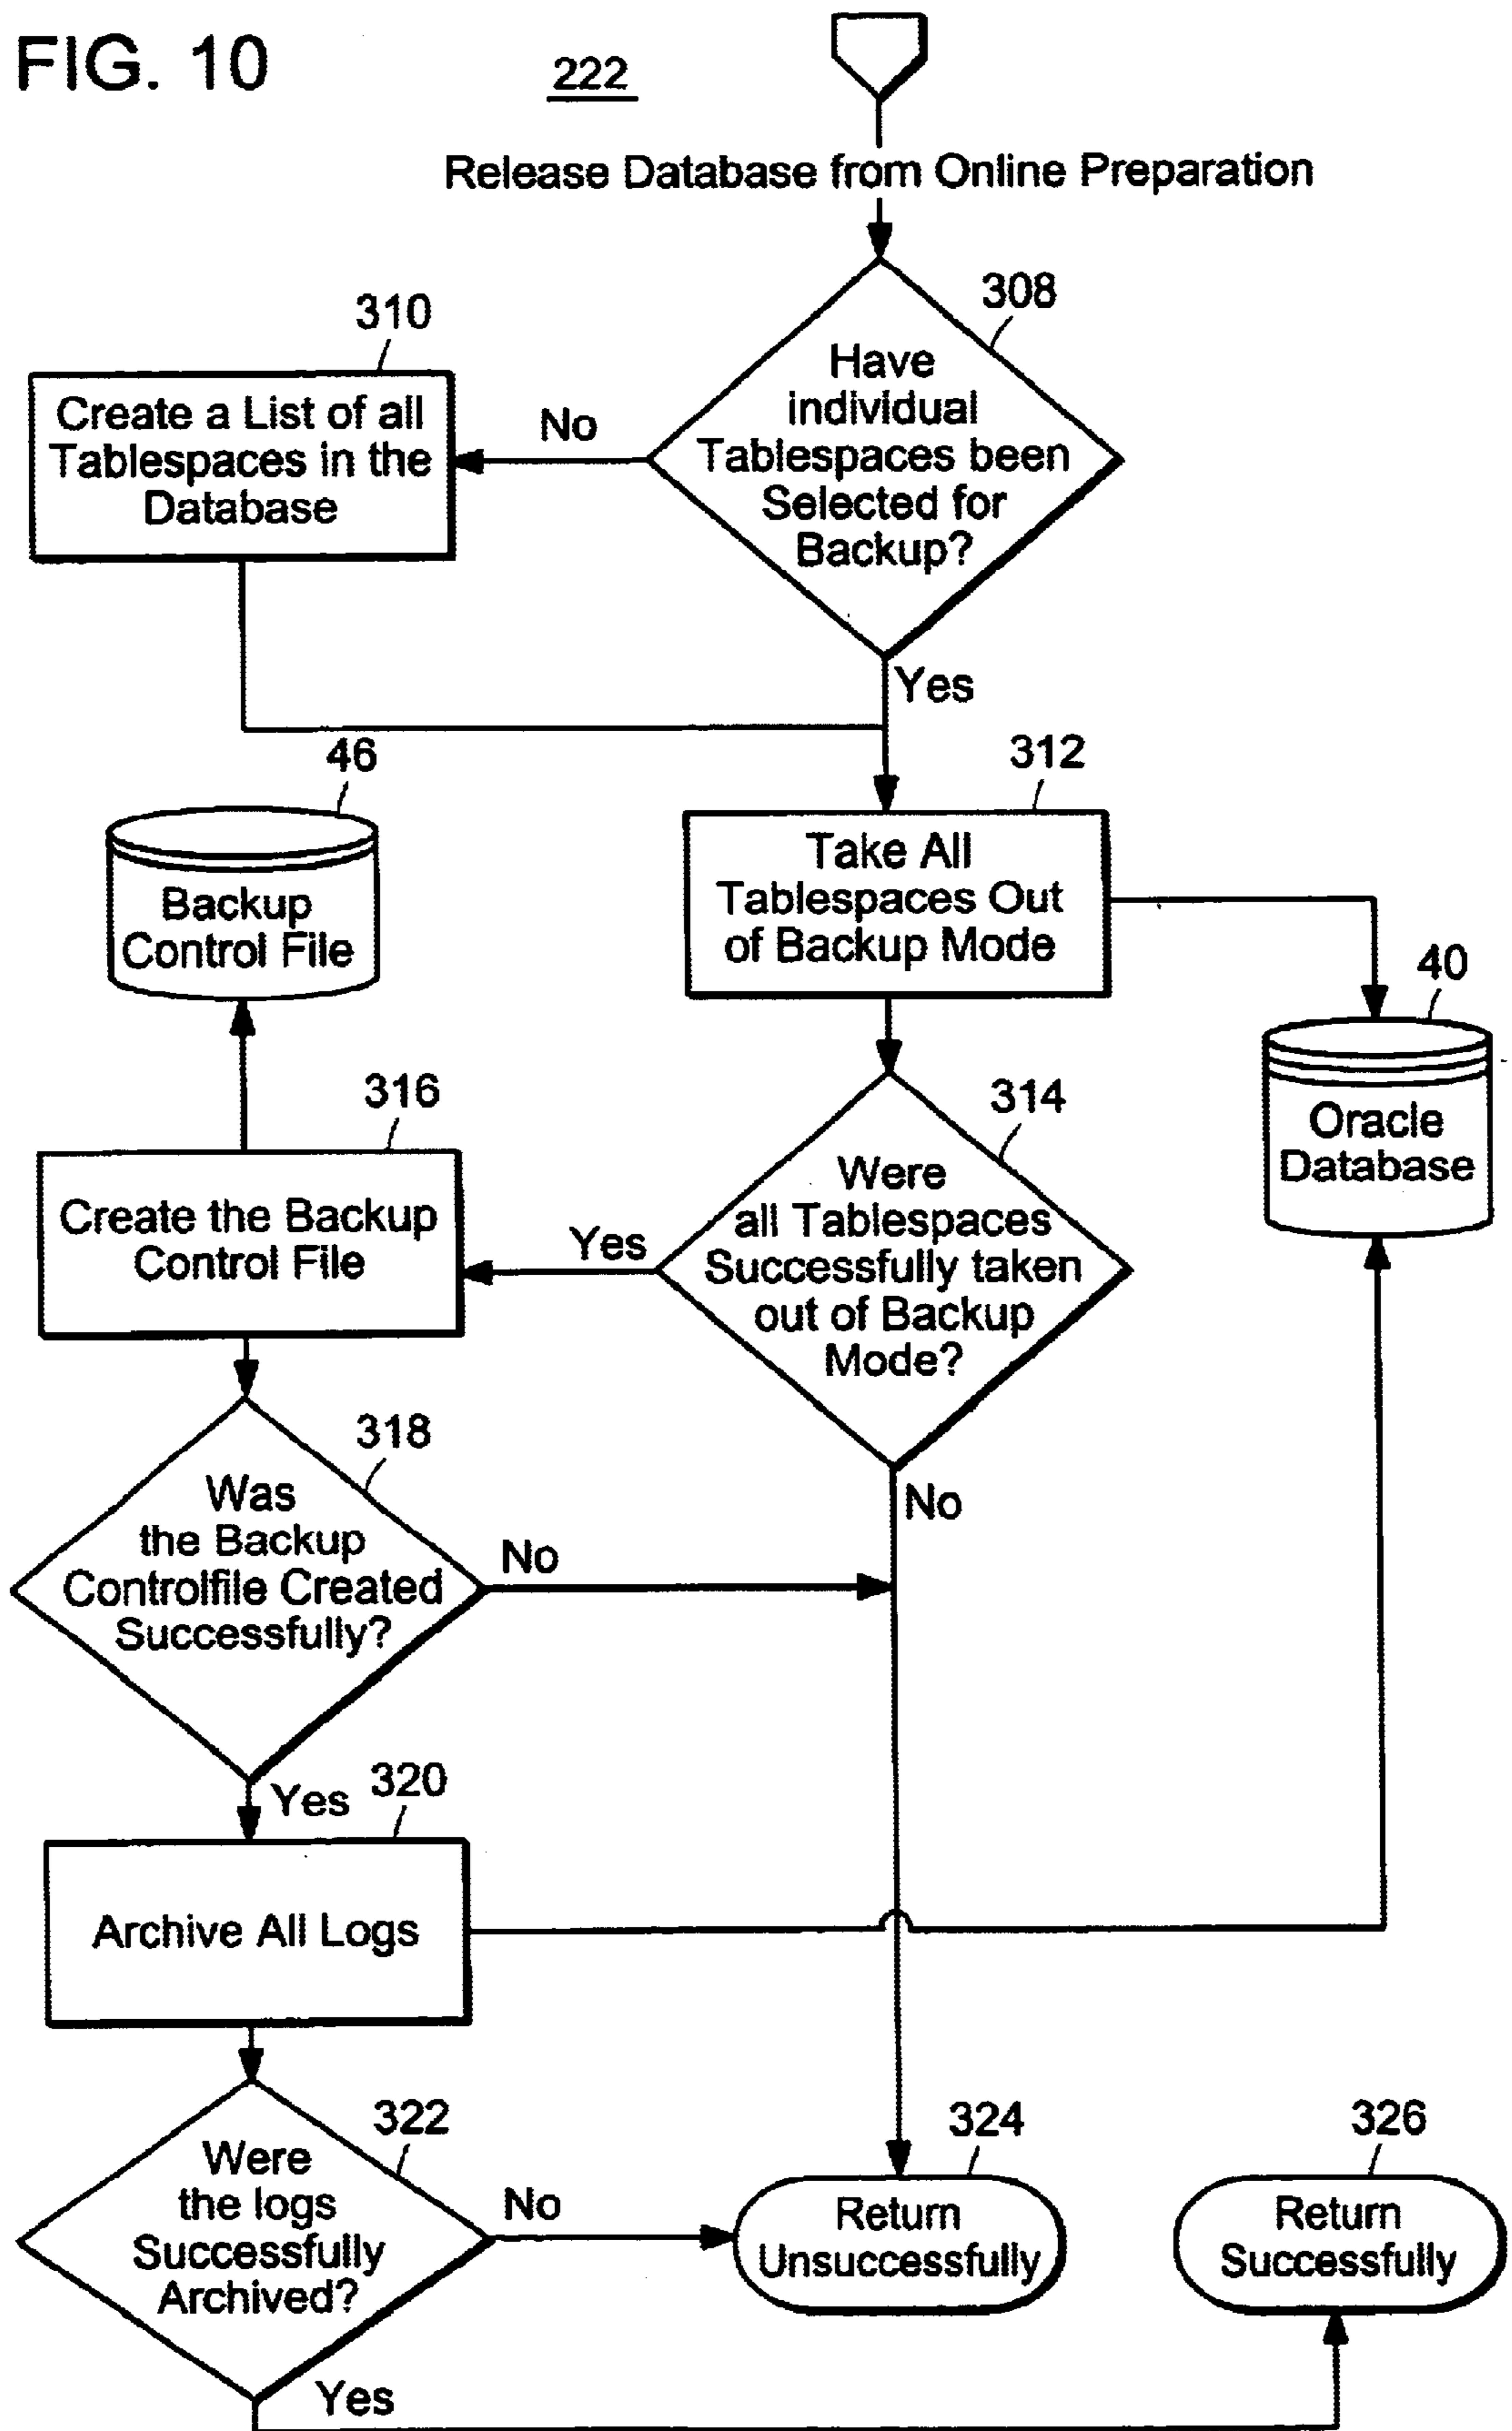 FIG. 10
222
Release Database from Online Preparation
308
Have
individual
Tablespaces been
Selected for
Backup?
310
Create a List of all
Tablespaces in the
Database
No
Yes
46
Backup
Control File
312
Take All
Tablespaces Out
of Backup Mode
40
Oracle
Database
316
Create the Backup
Control File
314
Were
all Tablespaces
Successfully taken
out of Backup
Mode?
Yes
No
318
Was
the Backup
Controlfile Created
Successfully?
No
Yes
320
Archive All Logs
322
Were
the logs
Successfully
Archived?
No
Yes
324
Return
Unsuccessfully
326
Return
Successfully